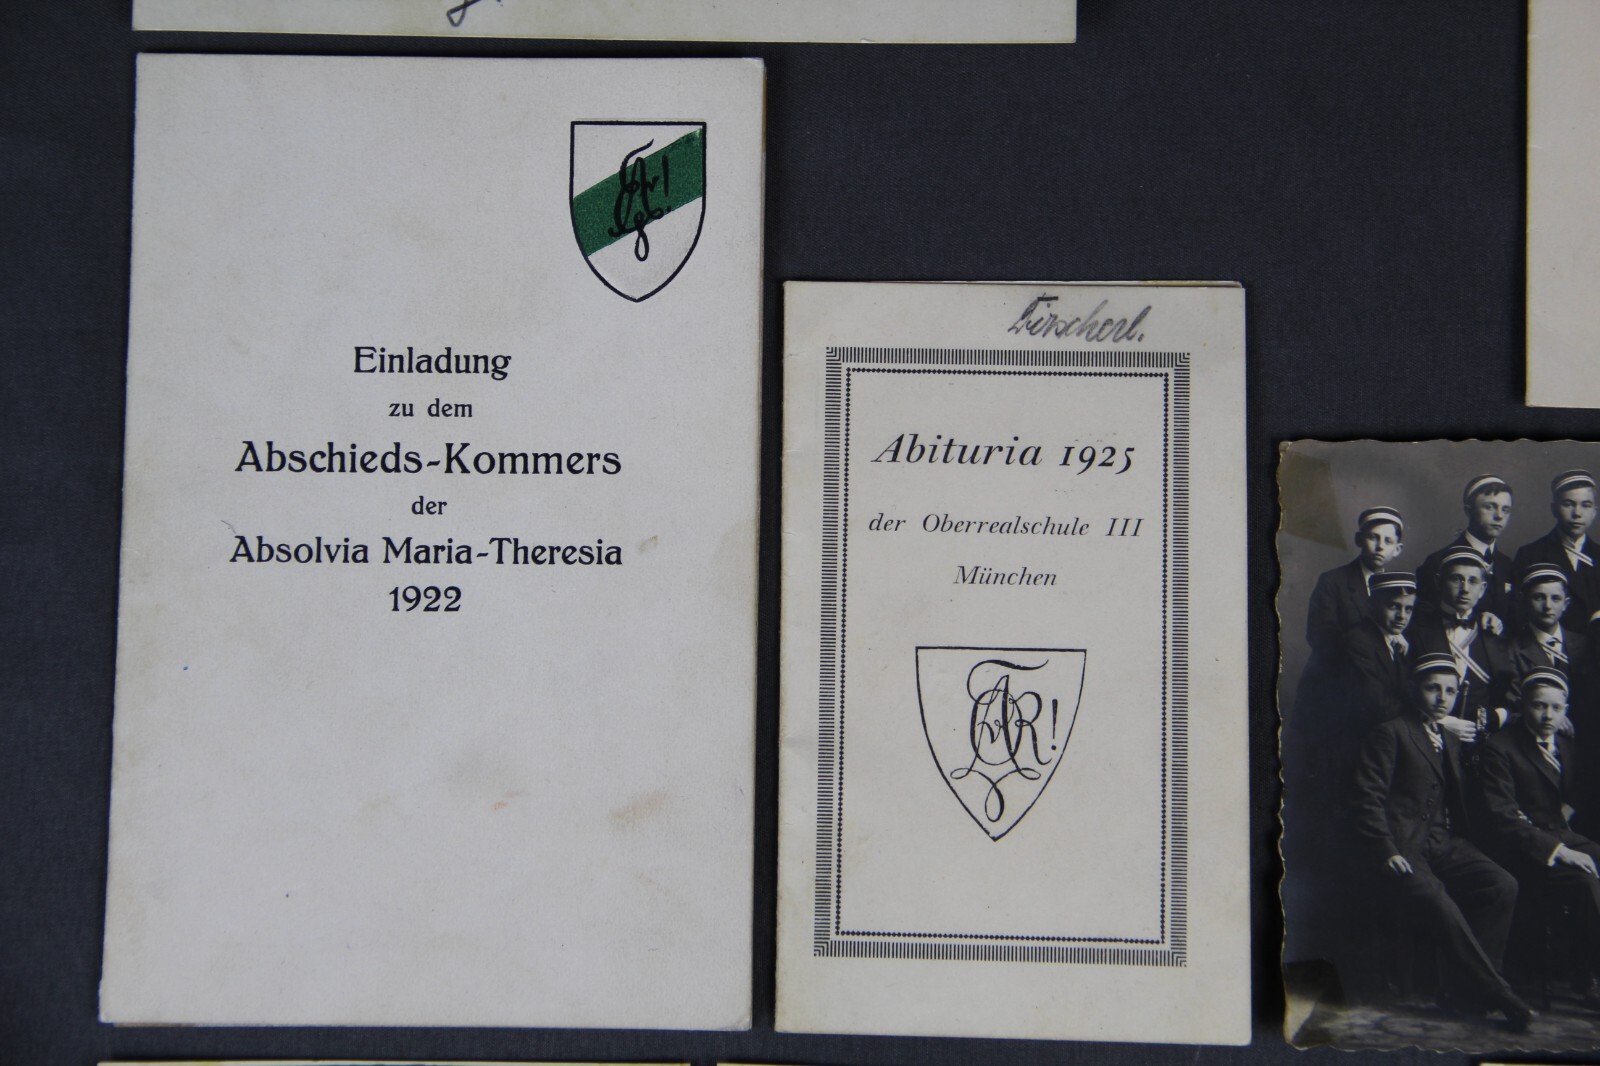 Einladung
zu dem
Abschieds-Kommers
der
Absolvia Maria-Theresia
1922
Abituria 1925
der Oberrealschule III
München